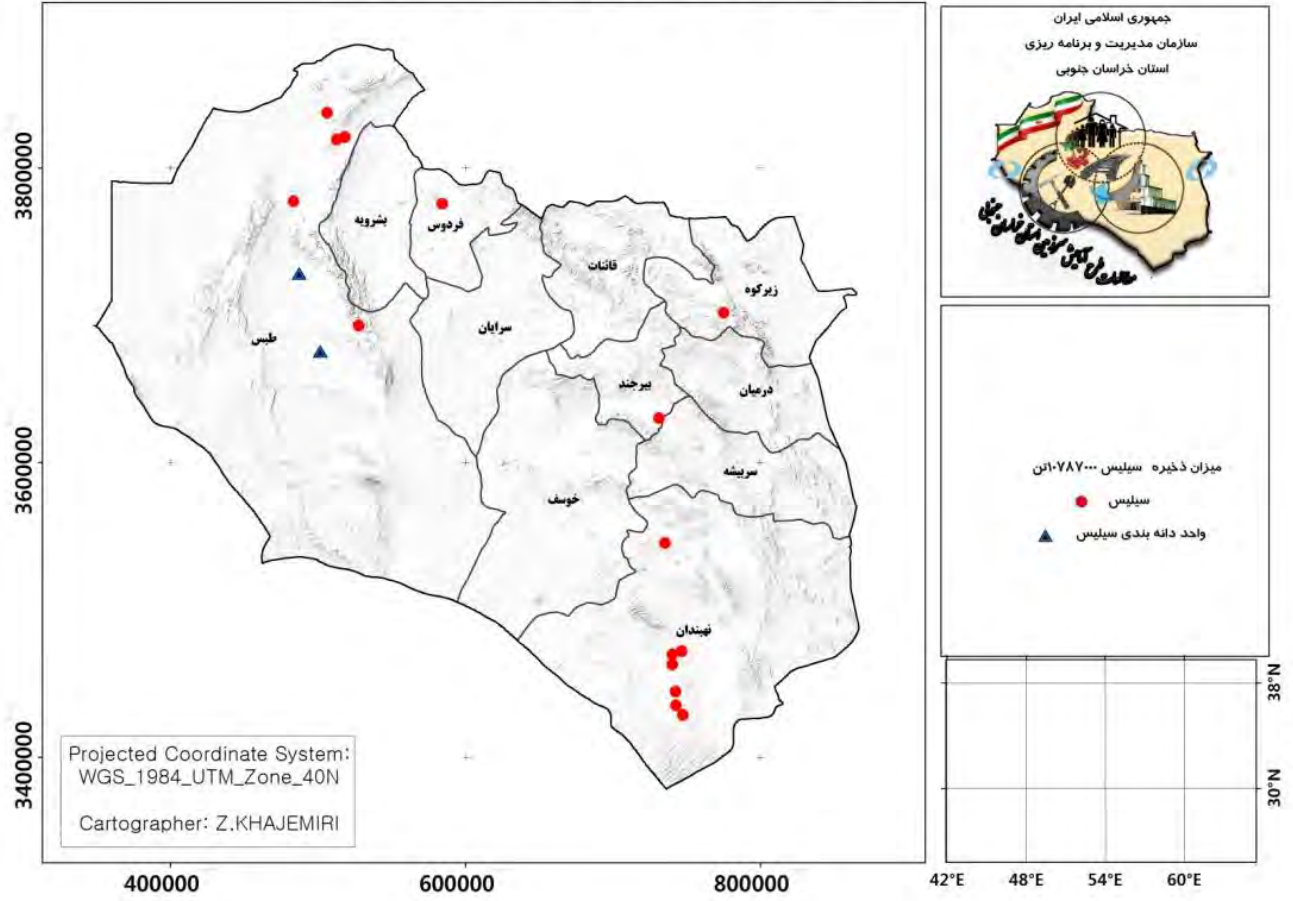 جمهوری اسلامی ایران
سازمان مدیریت و برنامه ریزی
استان خراسان جنوبی
بشرویه
فردوس
قائنات
زیرکوه
طبس
سرایان
بیرجند
درمیان
سربیشه
خوسف
نهبندان
میزان ذخیره سیلیس ۱۰۷۸۷۰۰۰تن
سیلیس
واحد دانه بندی سیلیس
Projected Coordinate System:
WGS_1984_UTM_Zone_40N
Cartographer: Z.KHAJEMIRI
3800000
3600000
3400000
400000
600000
800000
38°N
30°N
42°E
48°E
54°E
60°E